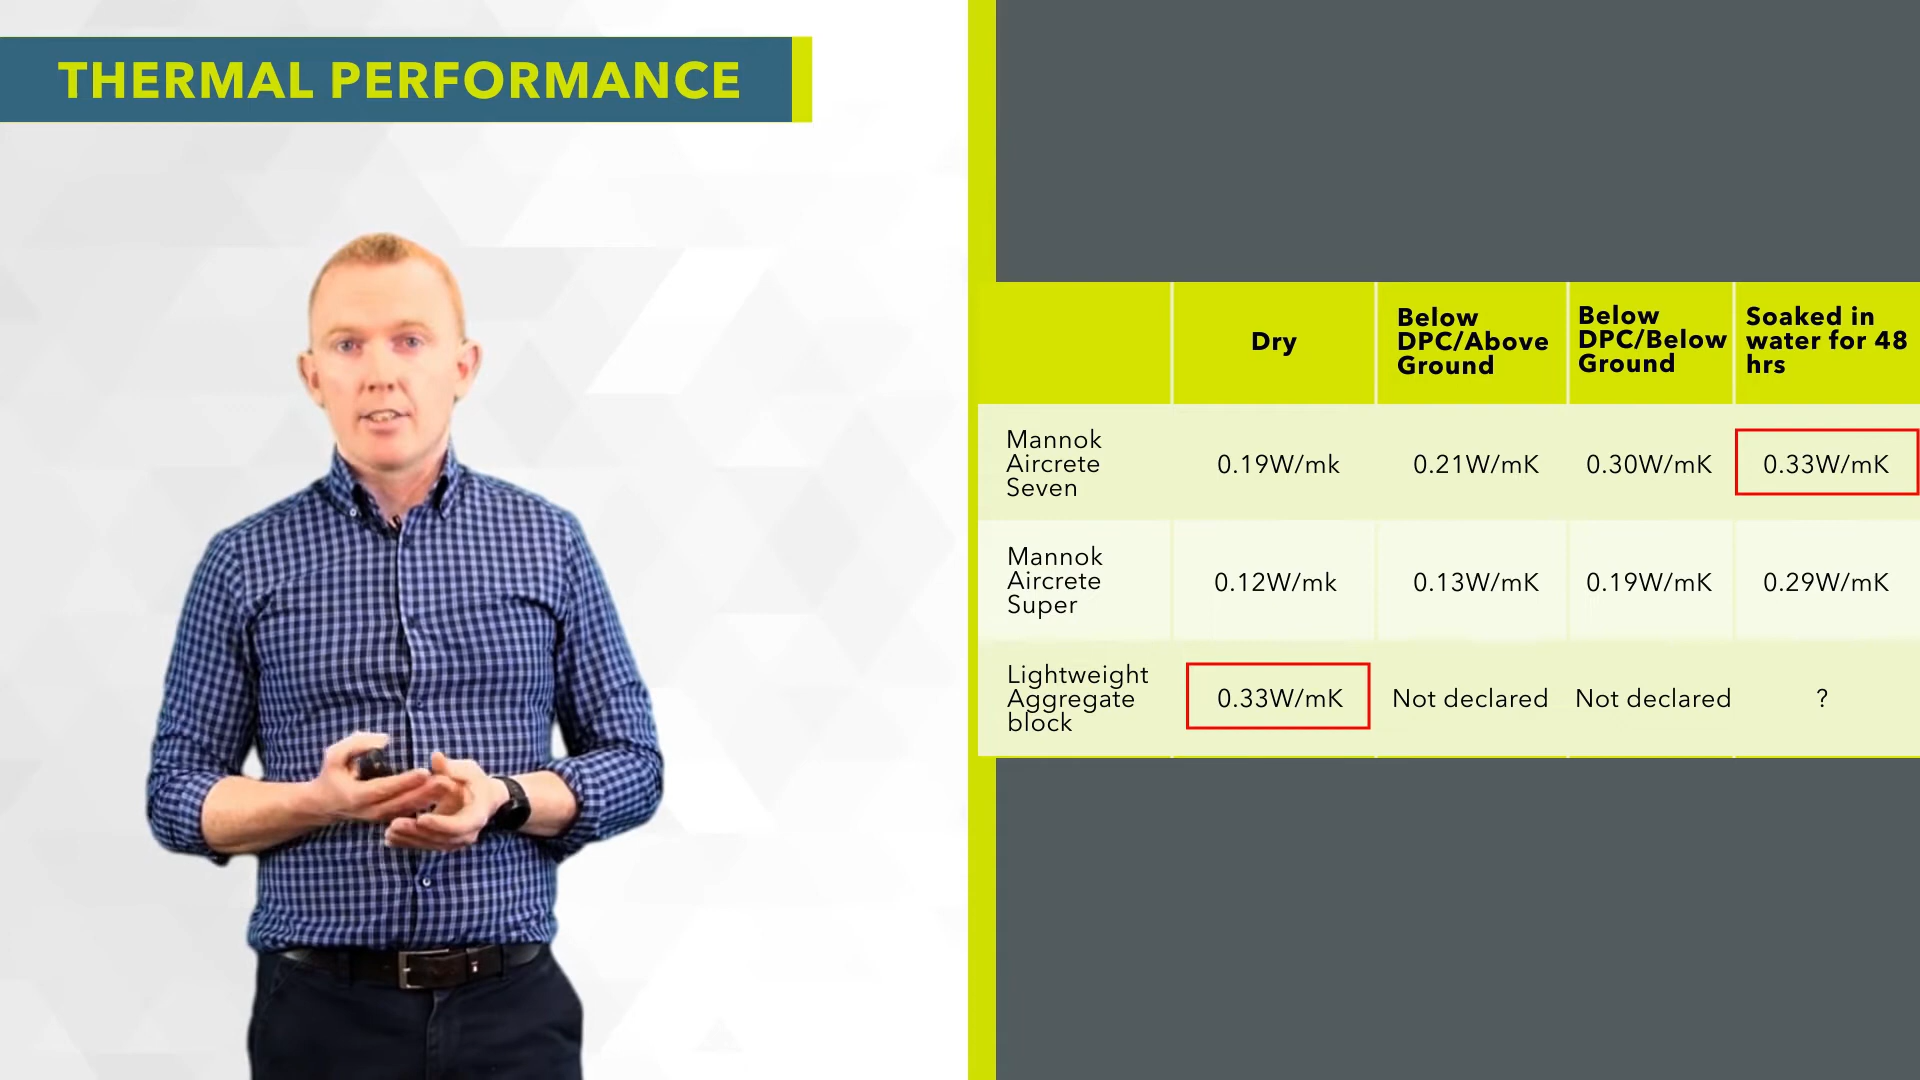 THERMAL PERFORMANCE
Dry
Below
DPC/Above
Ground
Below
DPC/Below
Ground
Soaked in
water for 48
hrs
Mannok
Aircrete
Seven
0.19W/mk
0.21W/mK
0.30W/mK
0.33W/mK
Mannok
Aircrete
Super
0.12W/mk
0.13W/mK
0.19W/mK
0.29W/mK
Lightweight
Aggregate
block
0.33W/mK
Not declared
Not declared
?